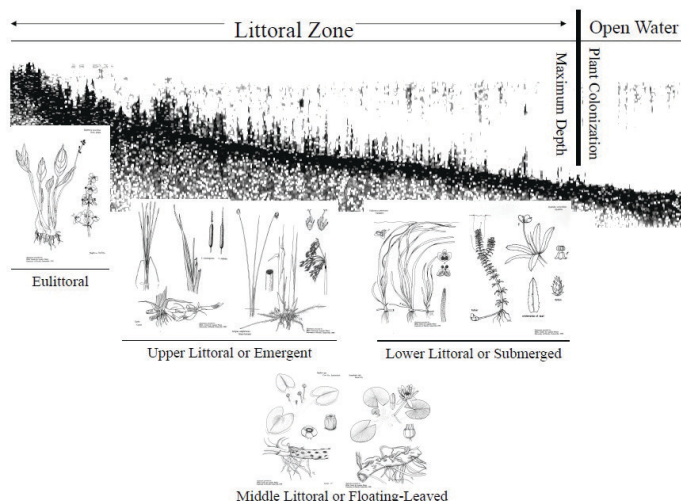 Littoral Zone
Open Water
Maximum Depth
Plant Colonization
Eulittoral
Upper Littoral or Emergent
Lower Littoral or Submerged
Middle Littoral or Floating-Leaved